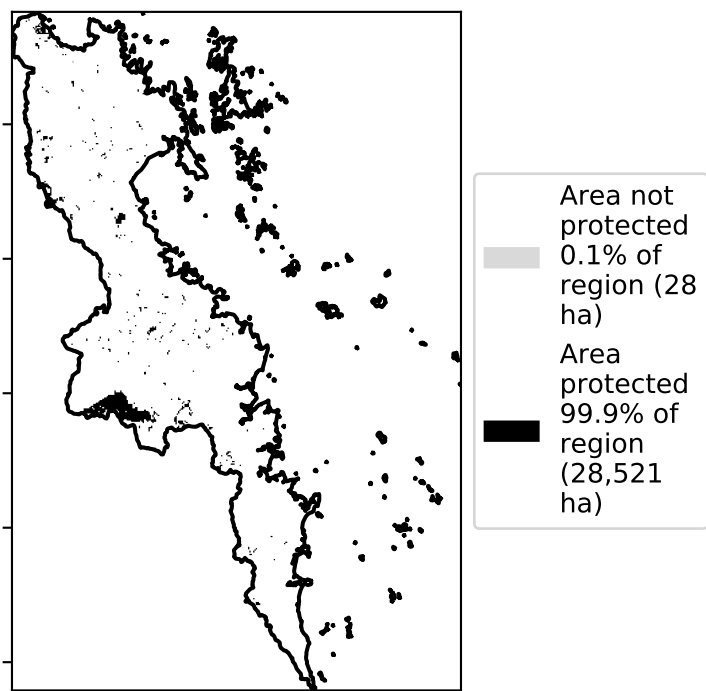 Area not
protected
0.1% of
region (28
ha)
Area
protected
99.9% of
region
(28,521
ha)